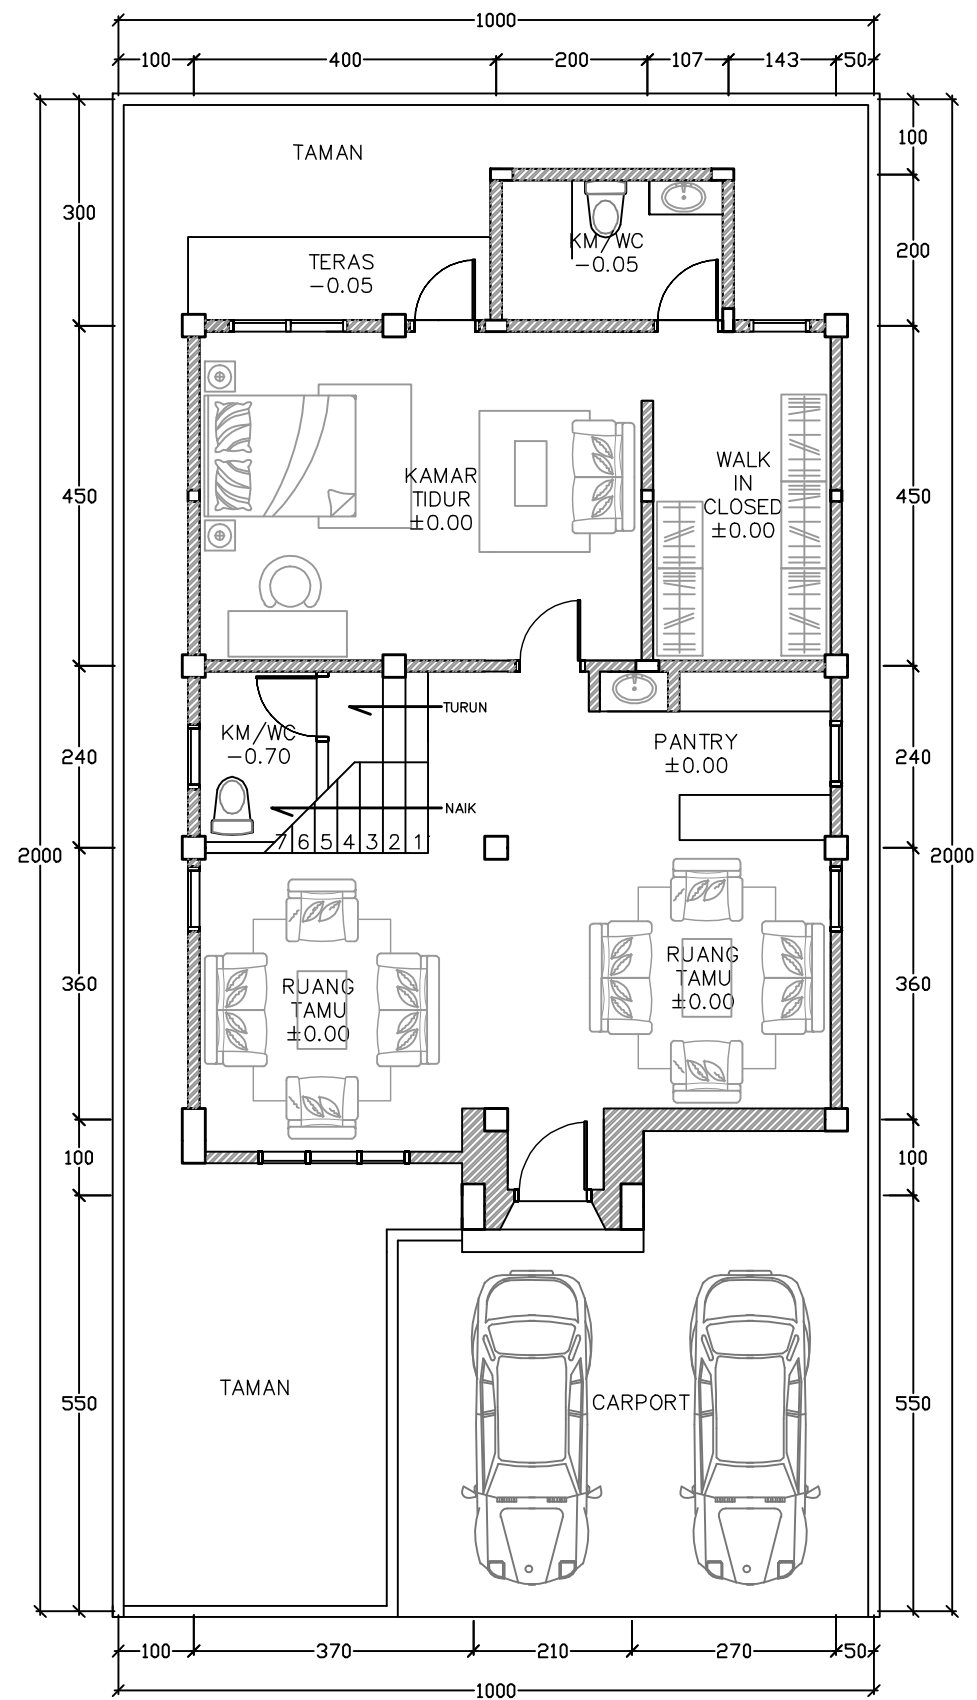 1000
100
400
200
107
143
50
TAMAN
100
300
KM/WC
-0.05
200
TERAS
-0.05
450
KAMAR
TIDUR
±0.00
WALK
IN
CLOSED
±0.00
450
TURUN
KM/WC
-0.70
PANTRY
±0.00
240
240
NAIK
7 6 5 4 3 2 1
2000
2000
360
RUANG
TAMU
±0.00
RUANG
TAMU
±0.00
360
100
100
TAMAN
CARPORT
550
550
100
370
210
270
50
1000